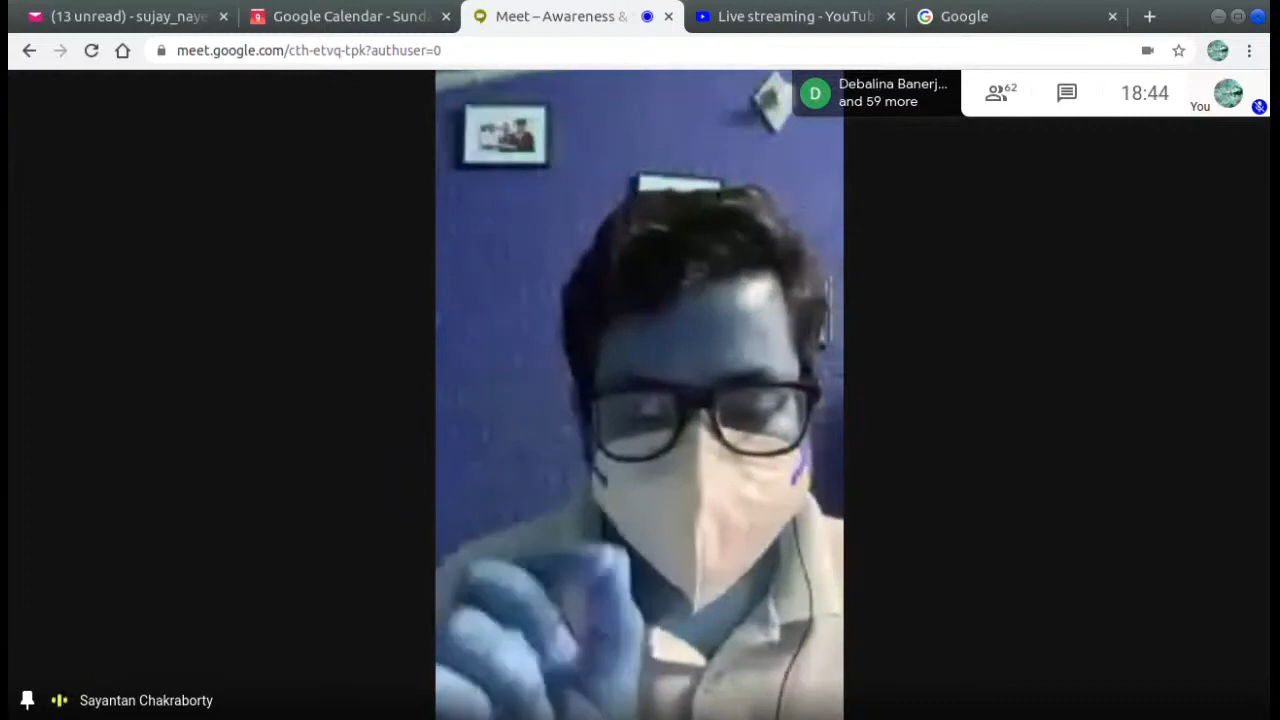 (13 unread) - sujay_naye
Google Calendar - Sund
Meet – Awareness &
Live streaming - YouTub
Google
meet.google.com/cth-etvq-tpk?authuser=0
D
Debalina Banerj...
and 59 more
62
18:44
You
Sayantan Chakraborty